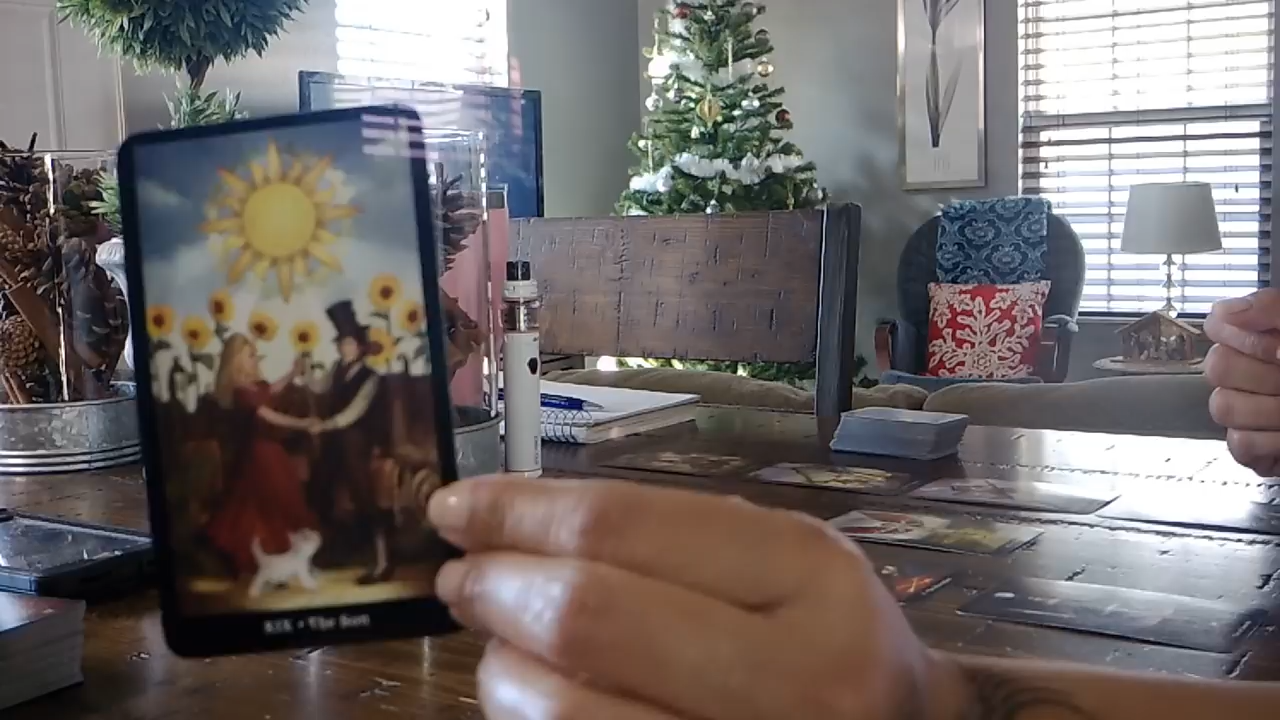 XIX • The Sun